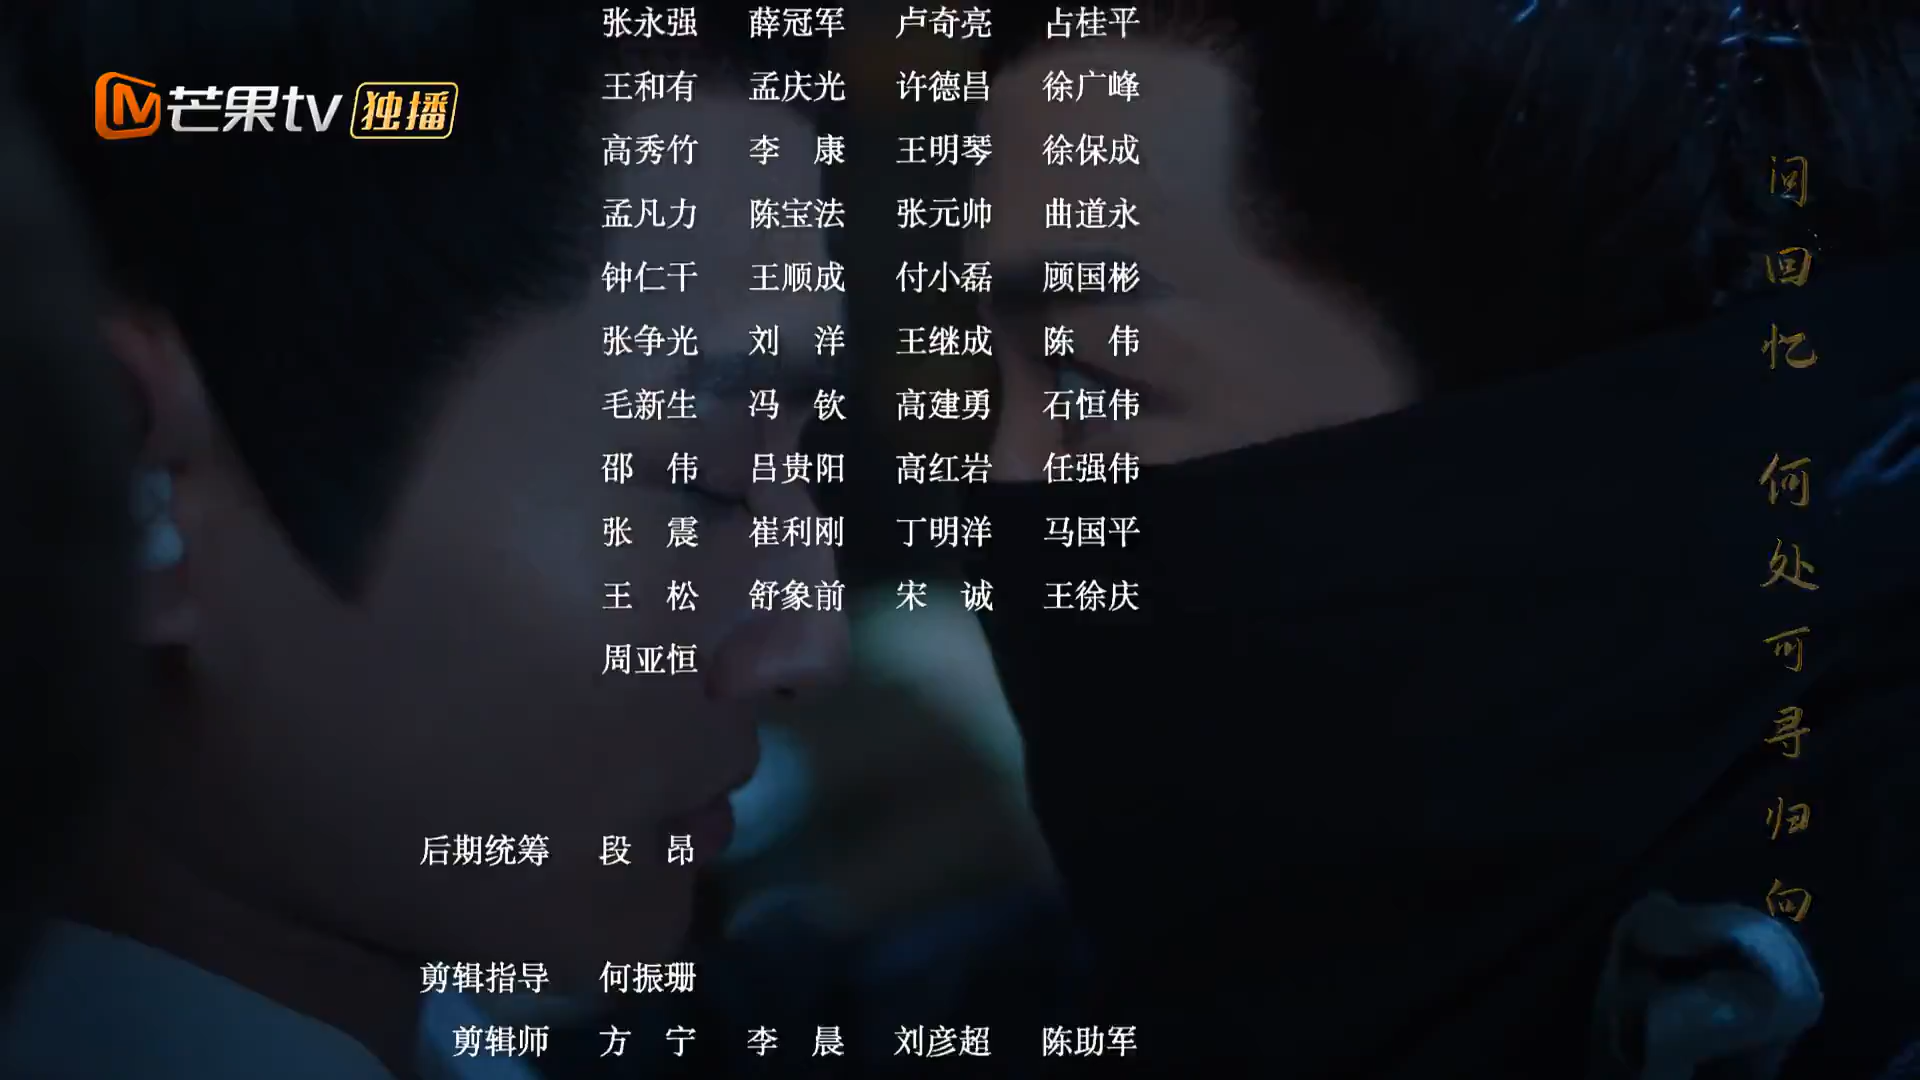 张永强 薛冠军 卢奇亮 占桂平
芒果tv 独播
王和有 孟庆光 许德昌 徐广峰
高秀竹 李 康 王明琴 徐保成
孟凡力 陈宝法 张元帅 曲道永
钟仁干 王顺成 付小磊 顾国彬
张争光 刘 洋 王继成 陈 伟
毛新生 冯 钦 高建勇 石恒伟
邵 伟 吕贵阳 高红岩 任强伟
张 震 崔利刚 丁明洋 马国平
王 松 舒象前 宋 诚 王徐庆
周亚恒
后期统筹 段 昂
剪辑指导 何振珊
剪辑师 方 宁 李 晨 刘彦超 陈助军
问回忆 何处可寻归向